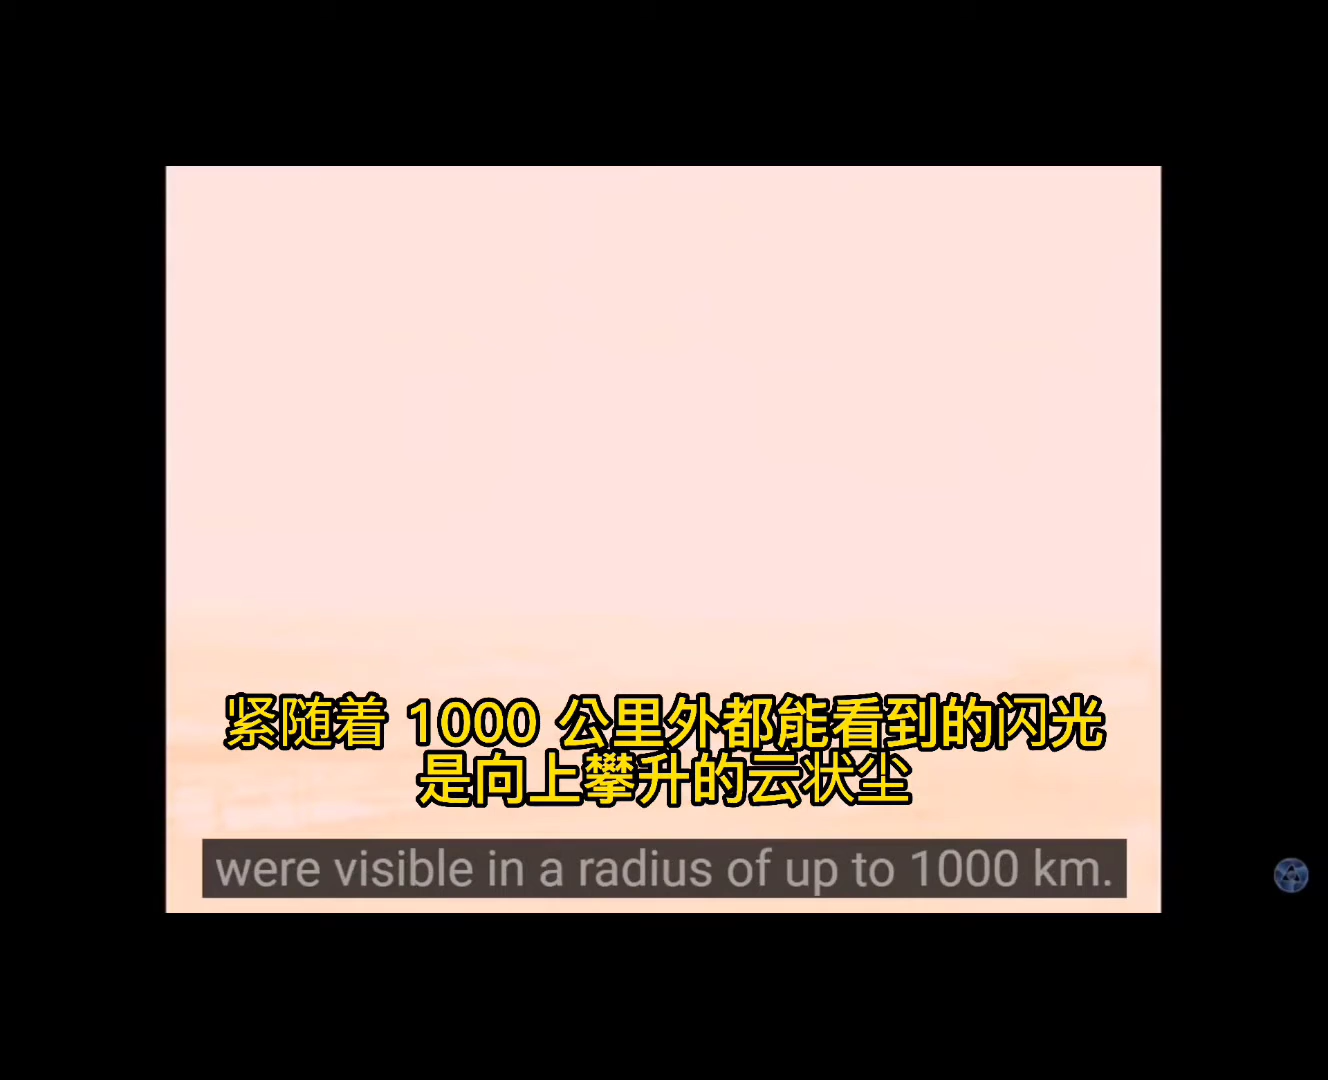 紧随着 1000 公里外都能看到的闪光
是向上攀升的云状尘
were visible in a radius of up to 1000 km.